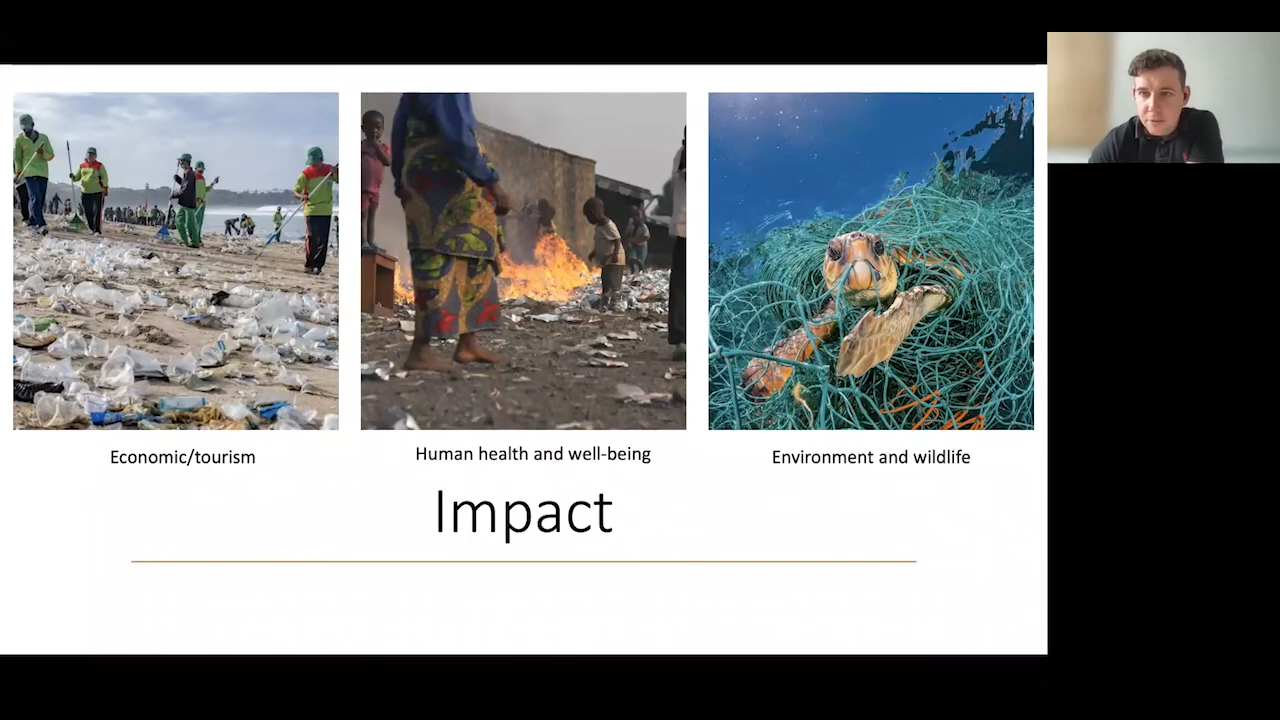 Economic/tourism
Human health and well-being
Environment and wildlife
Impact